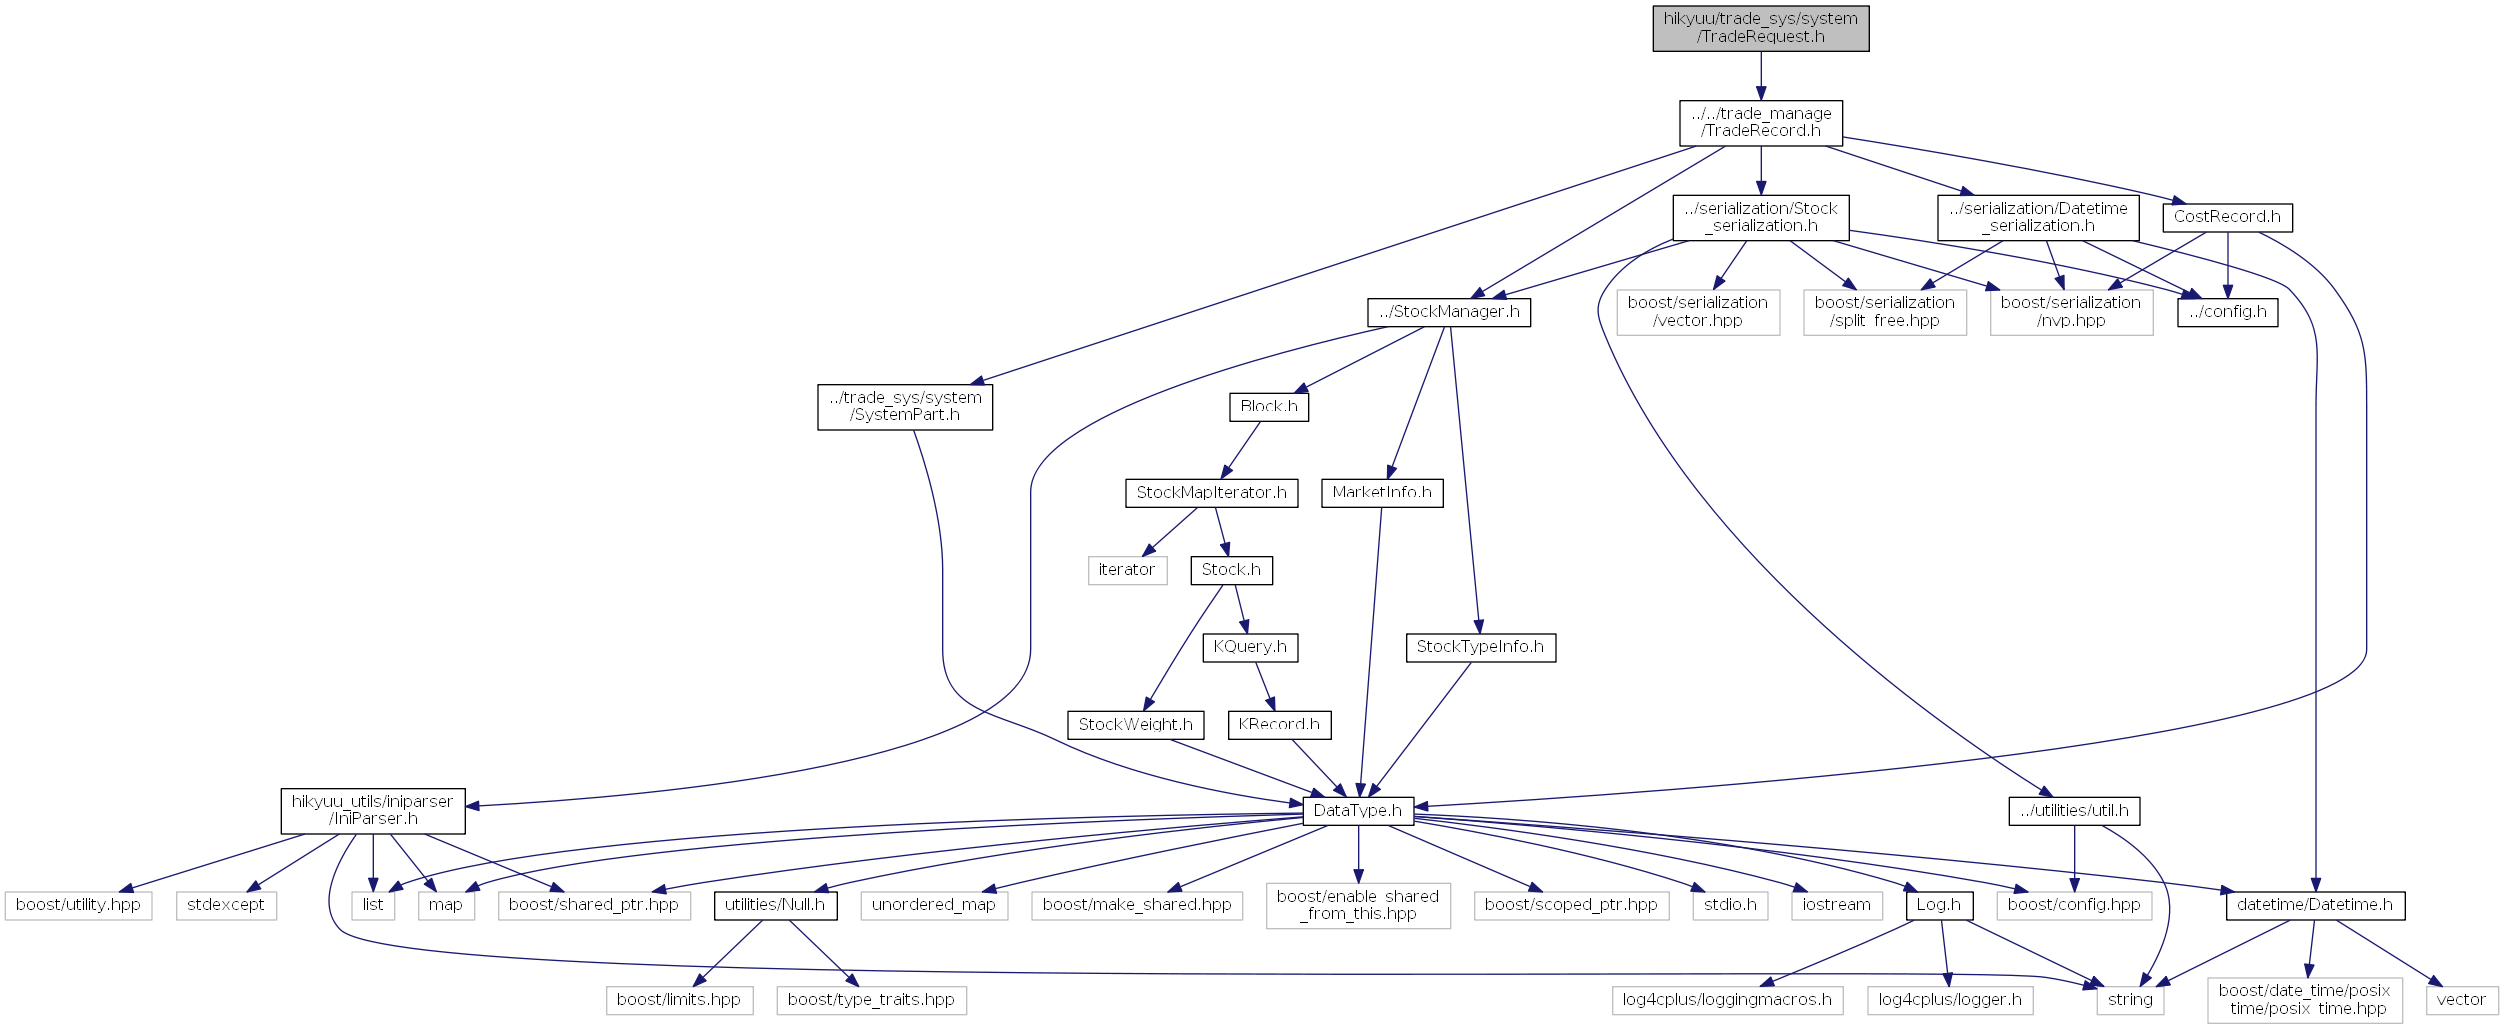 hikyuu/trade_sys/system
/TradeRequest.h
../../trade_manage
/TradeRecord.h
../serialization/Stock
_serialization.h
../serialization/Datetime
_serialization.h
CostRecord.h
../StockManager.h
boost/serialization
/vector.hpp
boost/serialization
/split_free.hpp
boost/serialization
/nvp.hpp
../config.h
../trade_sys/system
/SystemPart.h
Block.h
StockMapIterator.h
MarketInfo.h
iterator
Stock.h
KQuery.h
StockTypeInfo.h
StockWeight.h
KRecord.h
hikyuu_utils/iniparser
/IniParser.h
DataType.h
../utilities/util.h
boost/utility.hpp
stdexcept
list
map
boost/shared_ptr.hpp
utilities/Null.h
unordered_map
boost/make_shared.hpp
boost/enable_shared
_from_this.hpp
boost/scoped_ptr.hpp
stdio.h
iostream
Log.h
boost/config.hpp
datetime/Datetime.h
boost/limits.hpp
boost/type_traits.hpp
log4cplus/loggingmacros.h
log4cplus/logger.h
string
boost/date_time/posix
_time/posix_time.hpp
vector